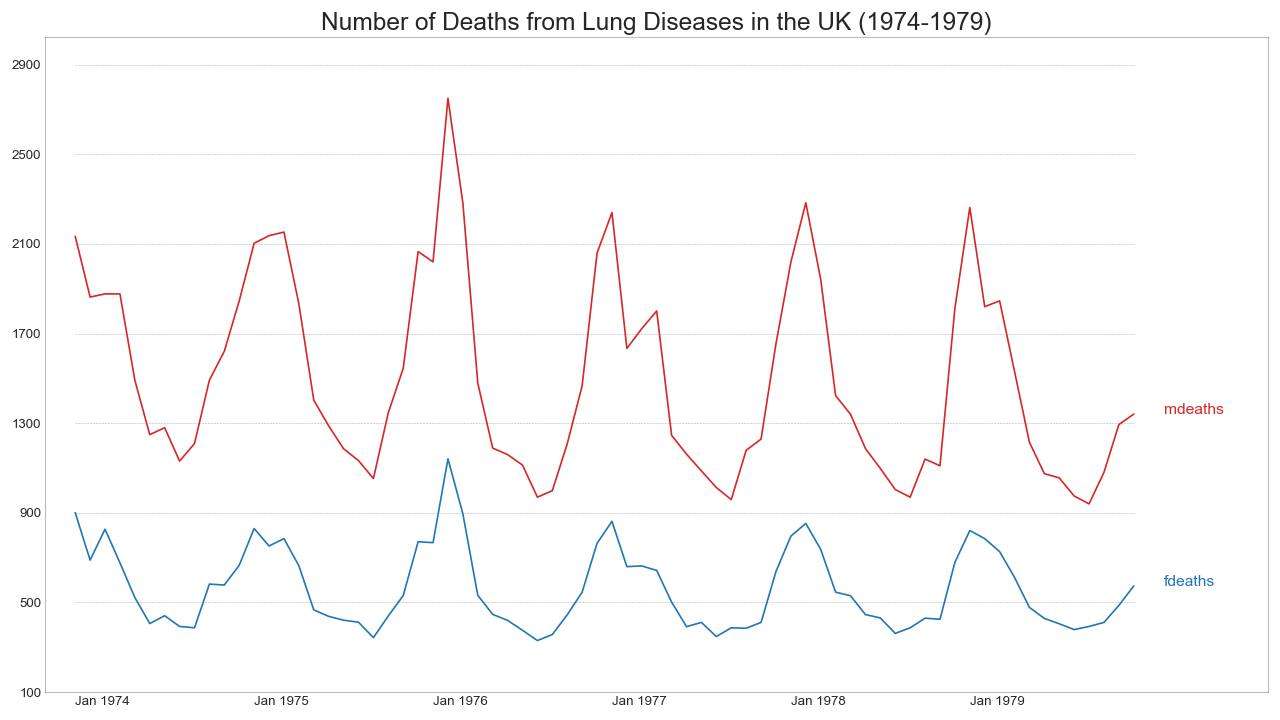 Number of Deaths from Lung Diseases in the UK (1974-1979)
2900
2500
2100
1700
1300
900
500
100
mdeaths
fdeaths
Jan 1974
Jan 1975
Jan 1976
Jan 1977
Jan 1978
Jan 1979